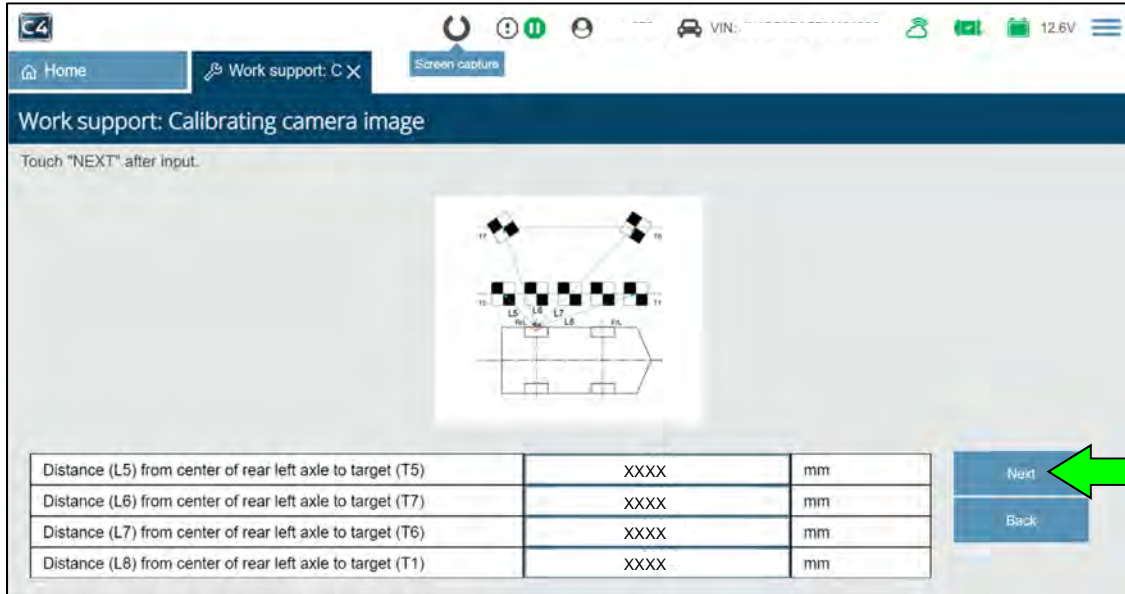 C4
VIN:
12.6V
Home
Work support: C X
Screen capture
Work support: Calibrating camera image
Touch "NEXT" after input.
T7
T6
T5
T1
L5 L6 L7 L8
R/L
R/L
Distance (L5) from center of rear left axle to target (T5) XXXX mm
Next
Distance (L6) from center of rear left axle to target (T7) XXXX mm
Back
Distance (L7) from center of rear left axle to target (T6) XXXX mm
Distance (L8) from center of rear left axle to target (T1) XXXX mm